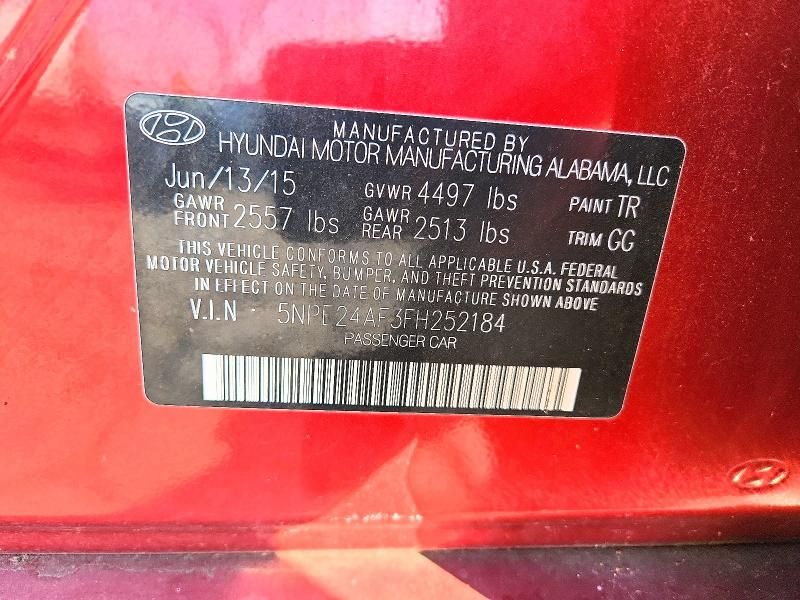 MANUFACTURED BY
HYUNDAI MOTOR MANUFACTURING ALABAMA, LLC
Jun/13/15 GVWR 4497 lbs PAINT TR
GAWR FRONT 2557 lbs GAWR REAR 2513 lbs TRIM GG
THIS VEHICLE CONFORMS TO ALL APPLICABLE U.S.A. FEDERAL
MOTOR VEHICLE SAFETY, BUMPER, AND THEFT PREVENTION STANDARDS
IN EFFECT ON THE DATE OF MANUFACTURE SHOWN ABOVE
V.I.N 5NPE24AF3FH252184
PASSENGER CAR